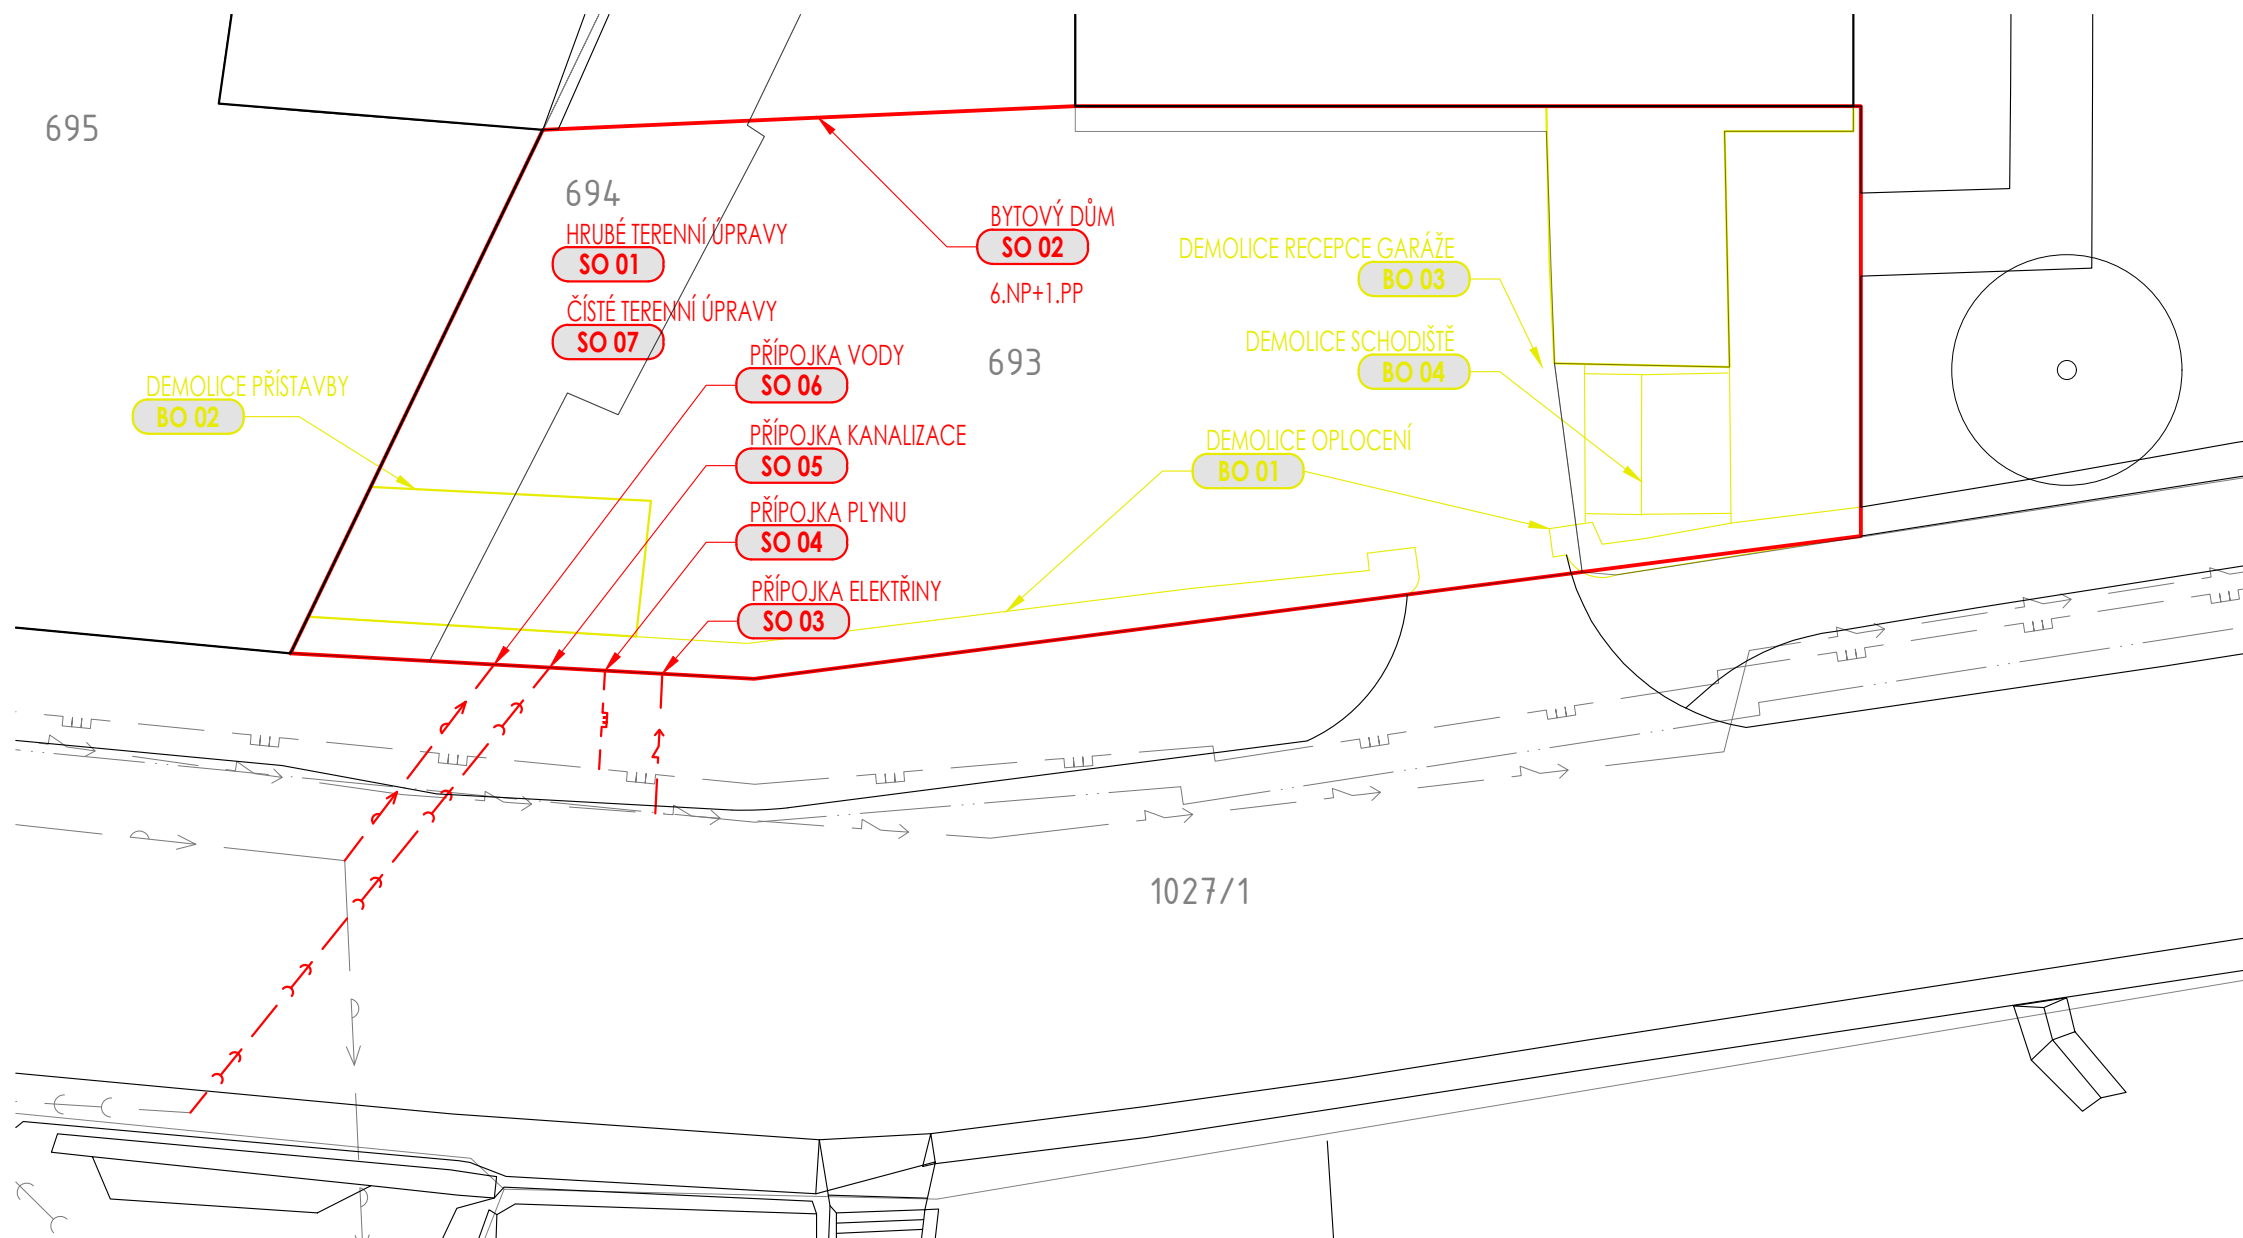 695
694
HRUBÉ TERENNÍ ÚPRAVY
SO 01
ČÍSTÉ TERENNÍ ÚPRAVY
SO 07
BYTOVÝ DŮM
SO 02
6.NP+1.PP
693
DEMOLICE RECEPCE GARÁŽE
BO 03
DEMOLICE SCHODIŠTĚ
BO 04
DEMOLICE PŘÍSTAVBY
BO 02
PŘÍPOJKA VODY
SO 06
PŘÍPOJKA KANALIZACE
SO 05
PŘÍPOJKA PLYNU
SO 04
PŘÍPOJKA ELEKTŘINY
SO 03
DEMOLICE OPLOCENÍ
BO 01
1027/1